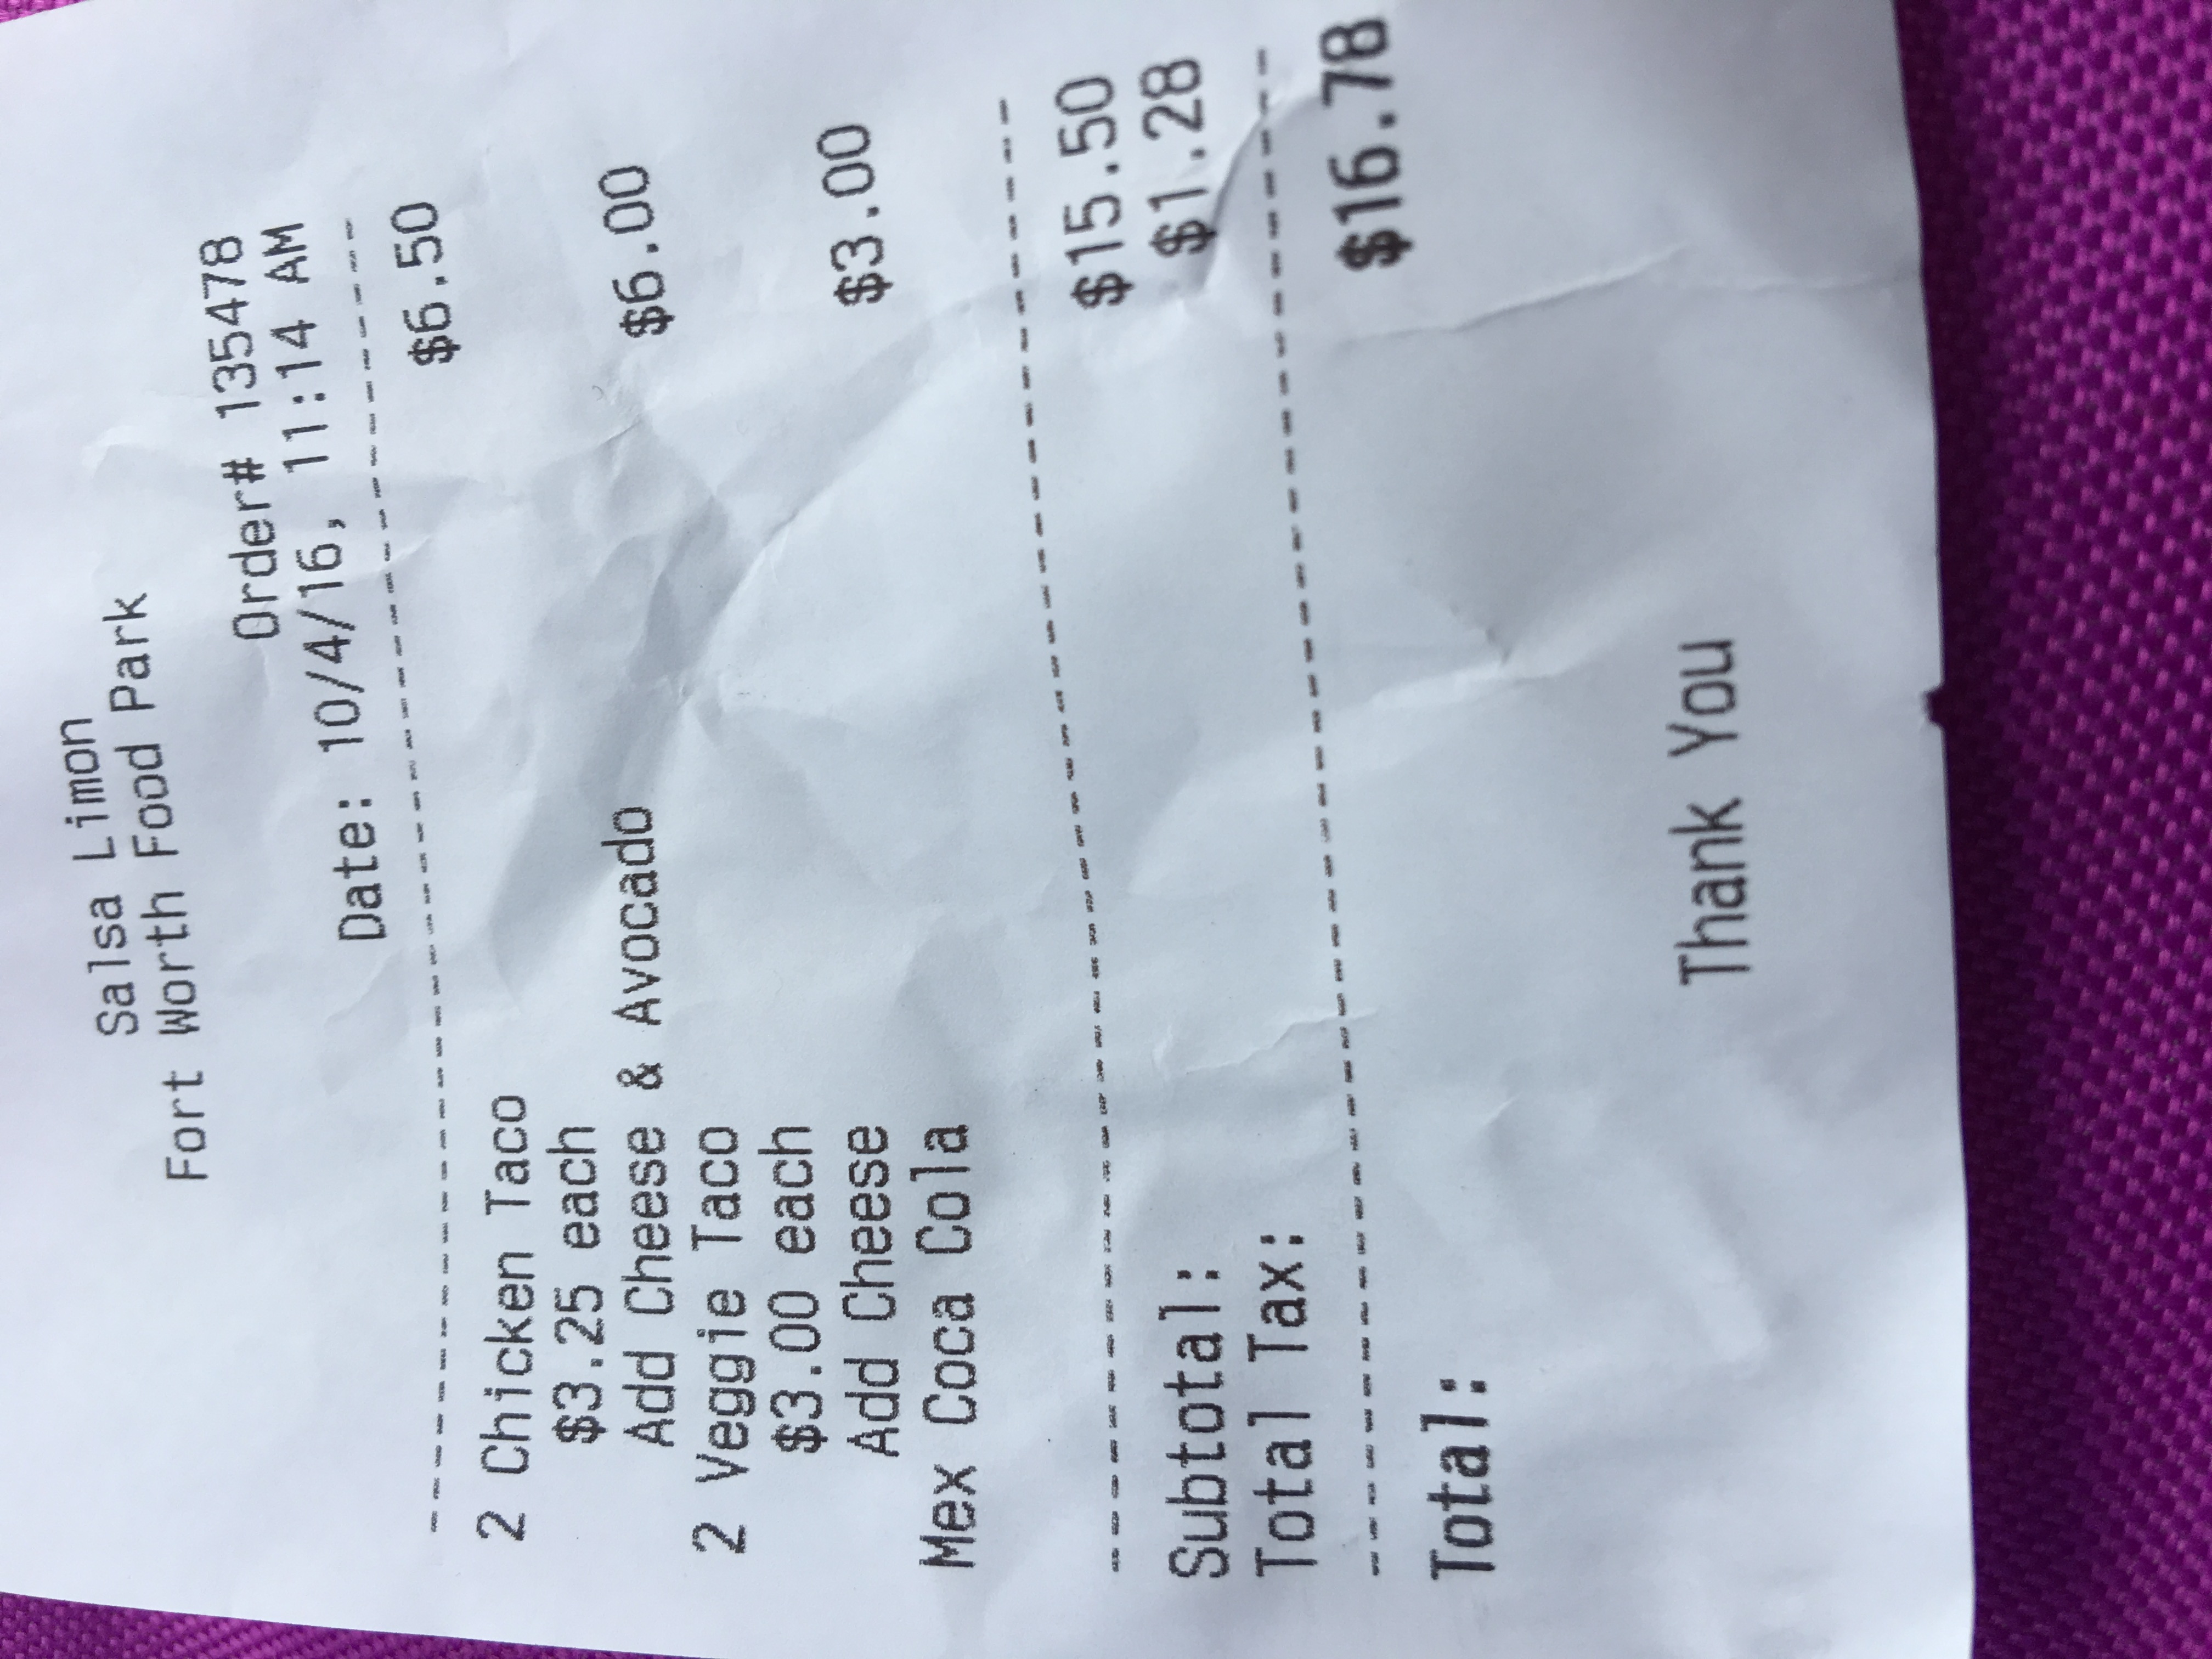 Salsa Limon
Fort Worth Food Park
Order# 135478
Date: 10/4/16, 11:14 AM
2 Chicken Taco $6.50
$3.25 each
Add Cheese & Avocado
2 Veggie Taco $6.00
$3.00 each
Add Cheese
Mex Coca Cola $3.00
Subtotal: $15.50
Total Tax: $1.28
Total: $16.78
Thank You